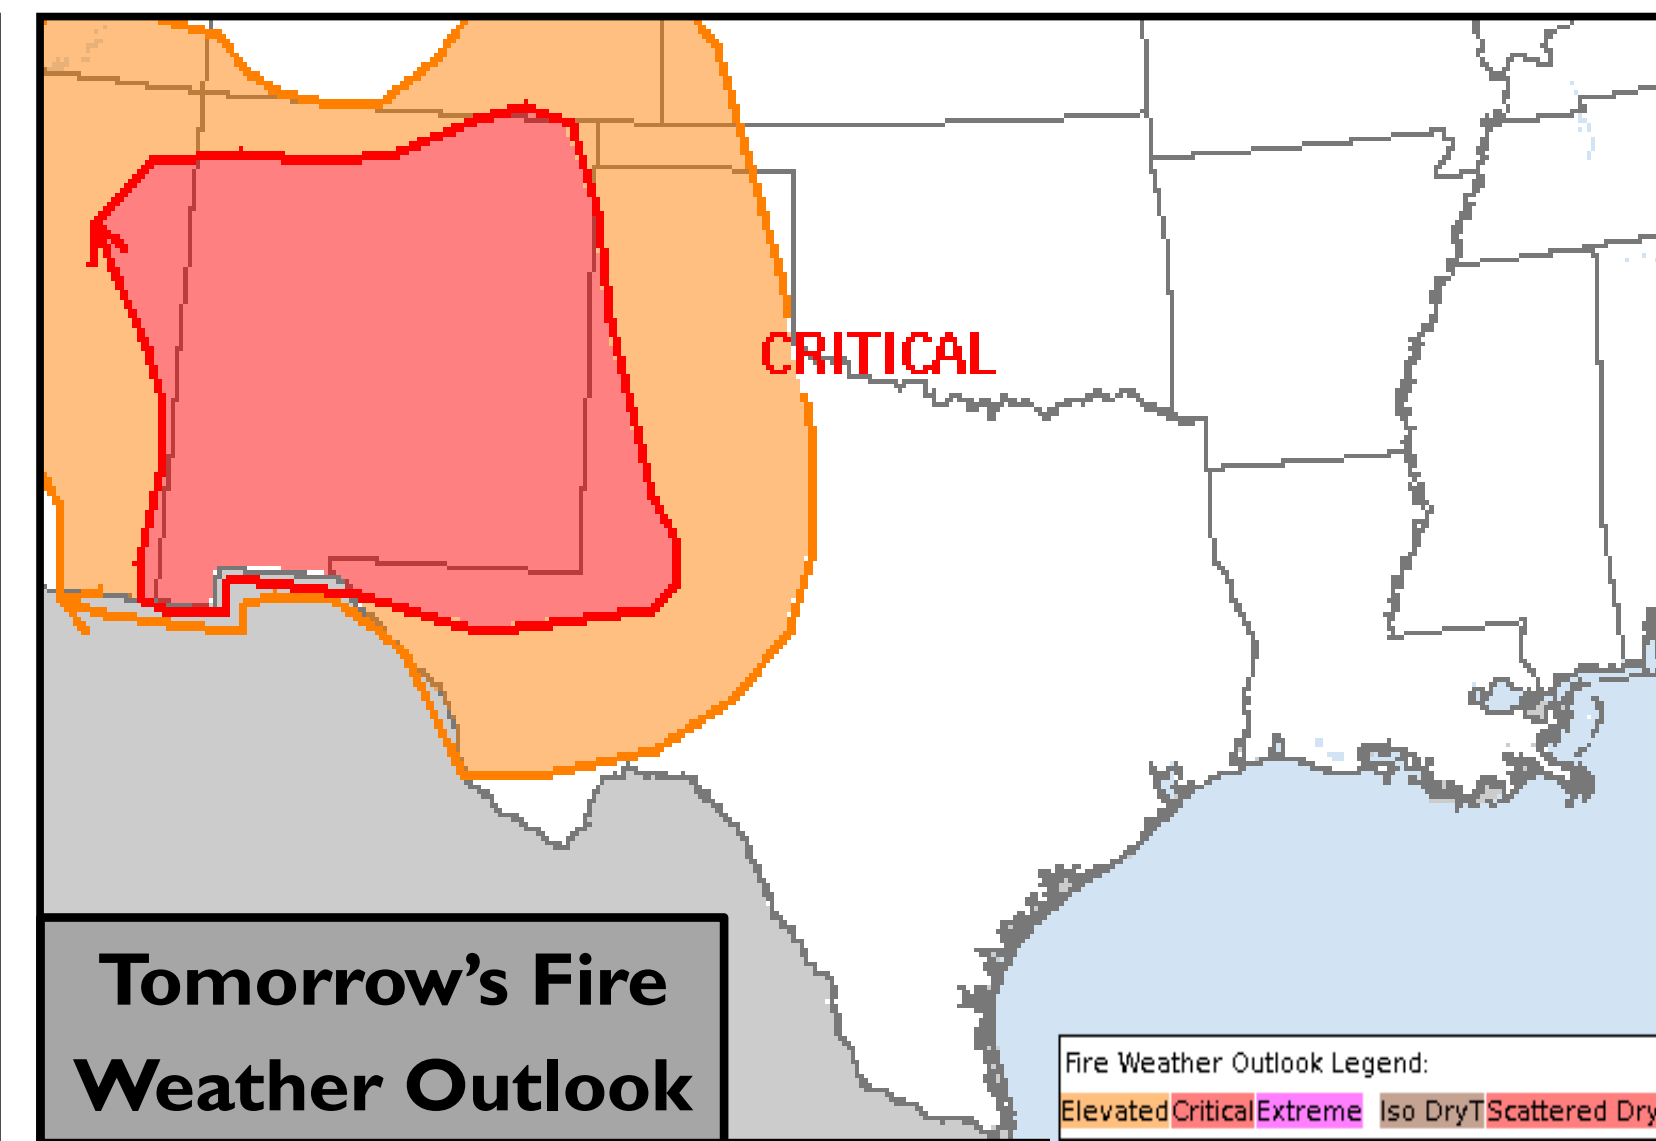 CRITICAL
Tomorrow's Fire
Weather Outlook
Fire Weather Outlook Legend:
Elevated Critical Extreme Iso DryT Scattered Dry